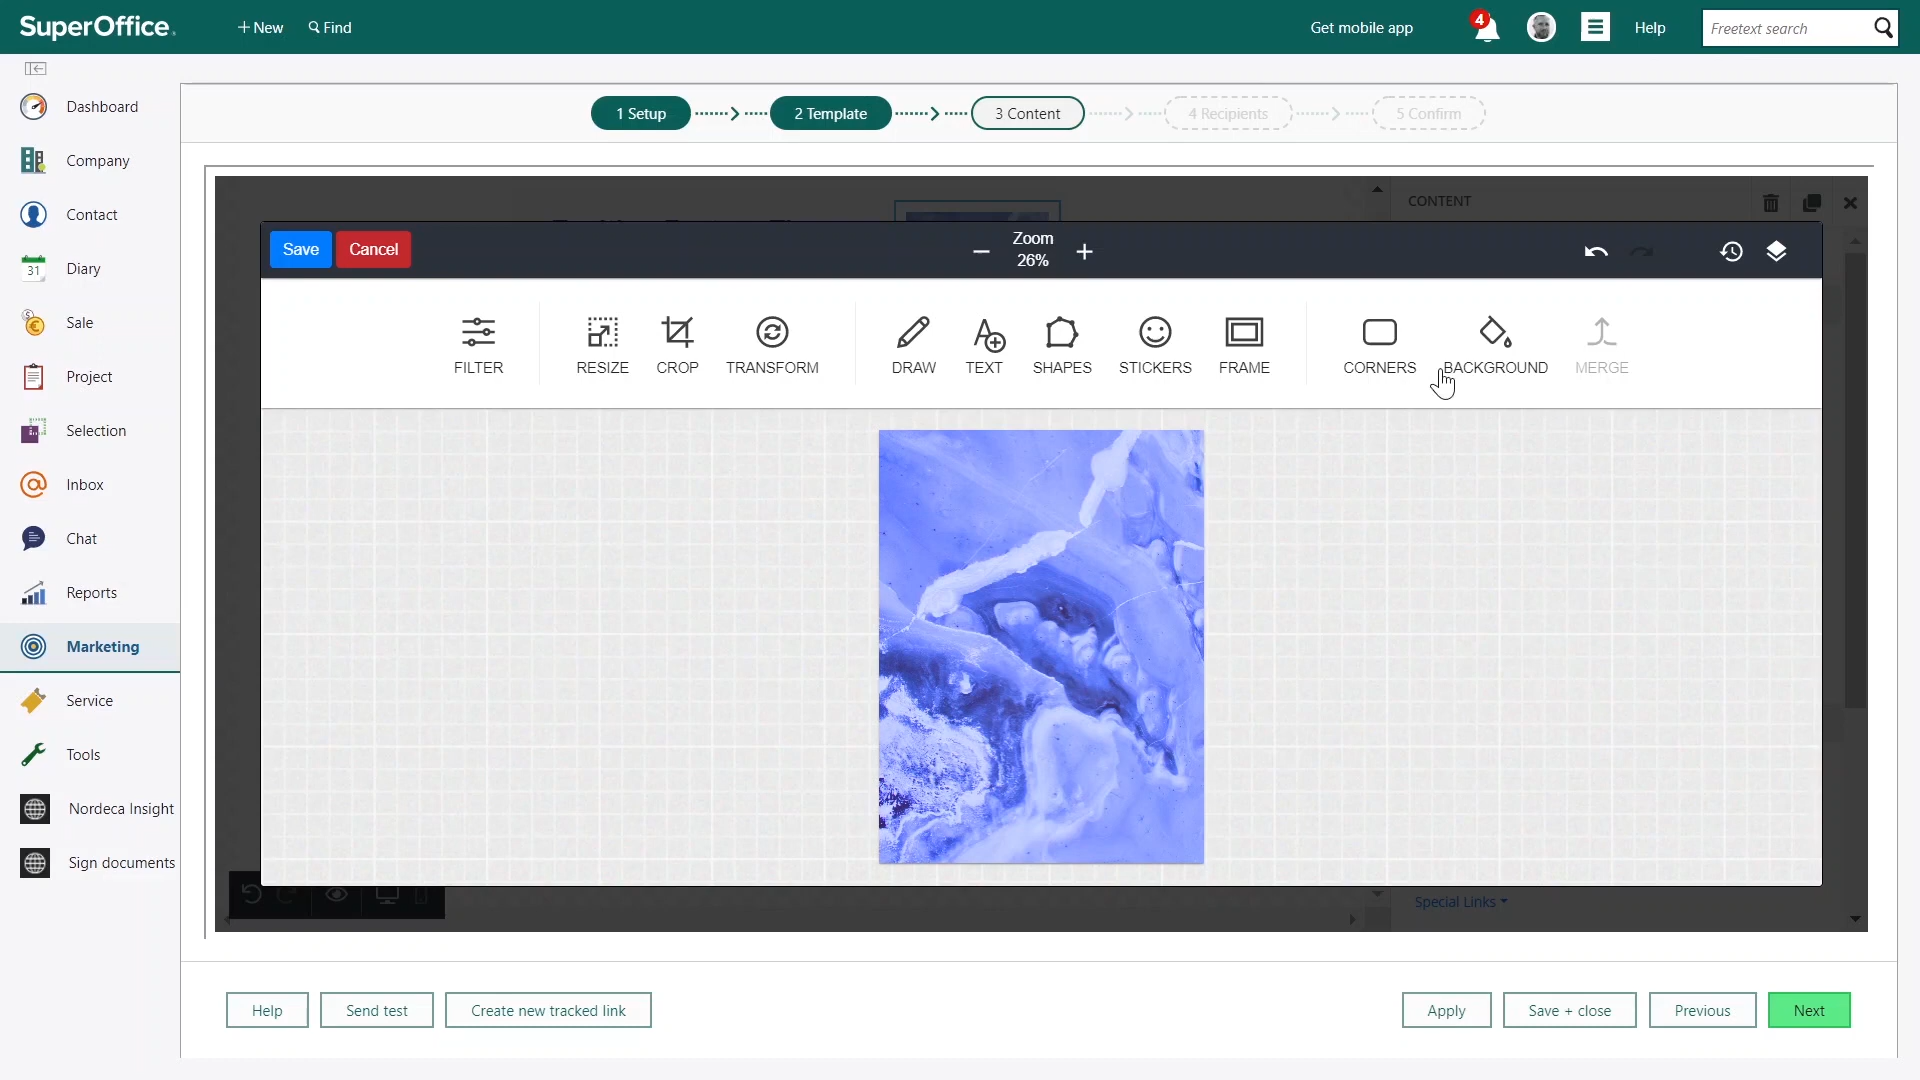 SuperOffice.
+ New
Find
Get mobile app
4
Help
Freetext search
Dashboard
Company
Contact
31
Diary
Sale
Project
Selection
Inbox
Chat
Reports
Marketing
Service
Tools
Nordeca Insight
Sign documents
1 Setup
2 Template
3 Content
4 Recipients
5 Confirm
CONTENT
Save
Cancel
Zoom
26%
FILTER
RESIZE
CROP
TRANSFORM
DRAW
TEXT
SHAPES
STICKERS
FRAME
CORNERS
BACKGROUND
MERGE
Special Links
Help
Send test
Create new tracked link
Apply
Save + close
Previous
Next